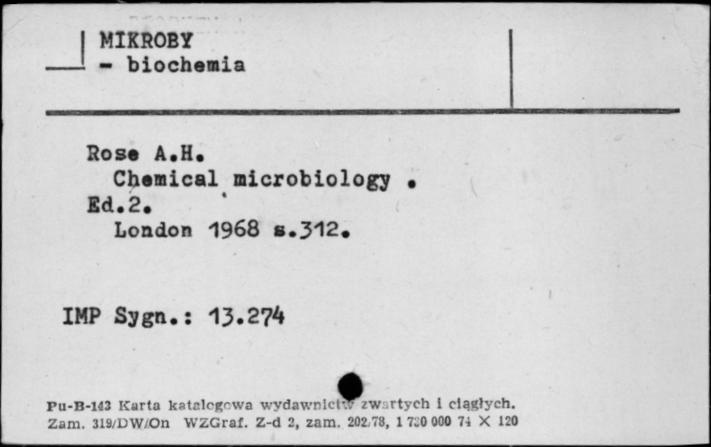 MIKROBY
- biochemia
Rose A.H.
Chemical microbiology .
Ed.2.
London 1968 s.312.
IMP Sygn.: 13.274
Pu-B-143 Karta katalogowa wydawnictw zwartych i ciągłych.
Zam. 319/DW/On WZGraf. Z-d 2, zam. 202/78, 1 730 000 74 X 120